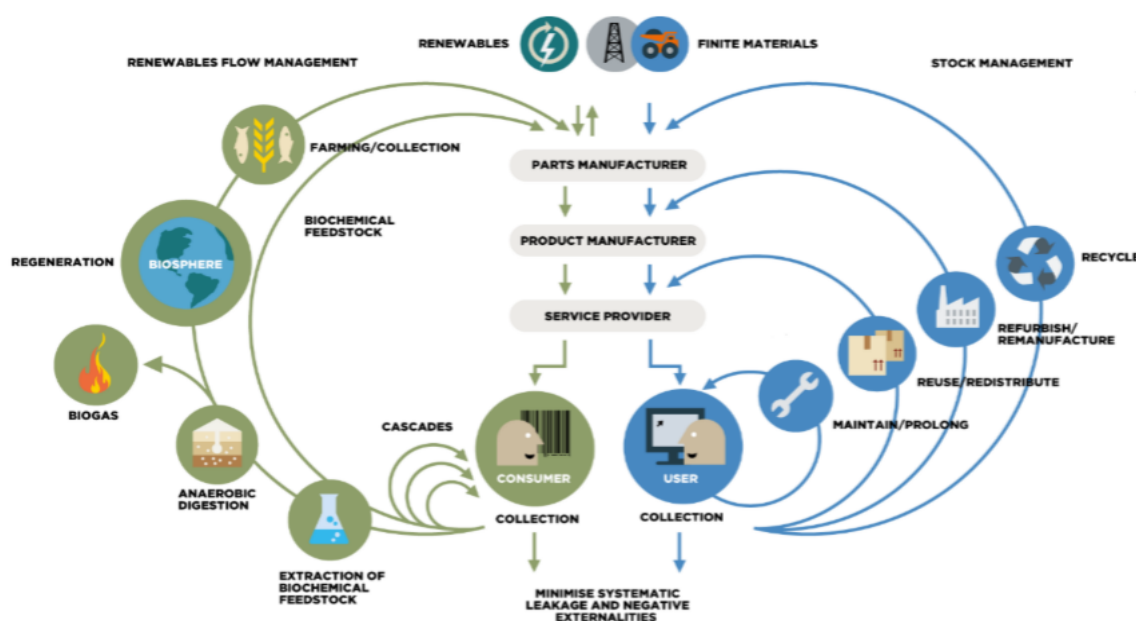 RENEWABLES
FINITE MATERIALS
RENEWABLES FLOW MANAGEMENT
STOCK MANAGEMENT
FARMING/COLLECTION
PARTS MANUFACTURER
BIOCHEMICAL
FEEDSTOCK
PRODUCT MANUFACTURER
REGENERATION
BIOSPHERE
RECYCLE
SERVICE PROVIDER
REFURBISH/
REMANUFACTURE
REUSE/REDISTRIBUTE
BIOGAS
CASCADES
MAINTAIN/PROLONG
CONSUMER
USER
ANAEROBIC
DIGESTION
COLLECTION
COLLECTION
EXTRACTION OF
BIOCHEMICAL
FEEDSTOCK
MINIMISE SYSTEMATIC
LEAKAGE AND NEGATIVE
EXTERNALITIES